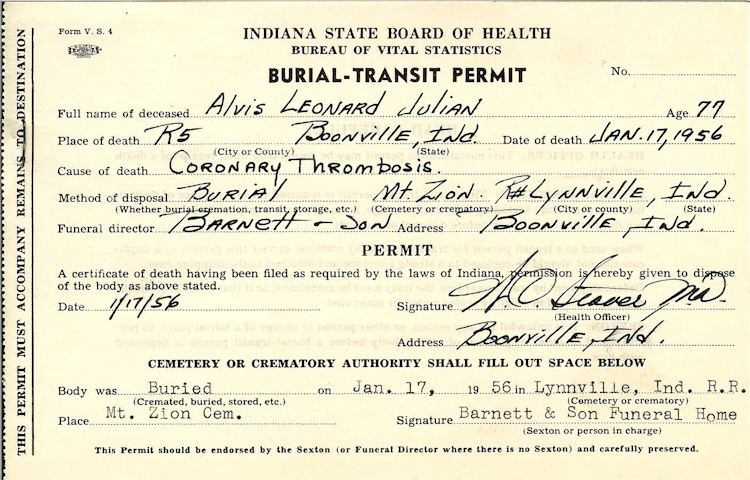 Form V. S. 4
INDIANA STATE BOARD OF HEALTH
BUREAU OF VITAL STATISTICS
BURIAL-TRANSIT PERMIT
No.
Full name of deceased Alvis LEONARD Julian Age 77
Place of death R5 BOONVILLE, Ind. Date of death JAN. 17, 1956
(City or County) (State)
Cause of death CORONARY ThromBosis.
Method of disposal BURIAl Mt. Zion. R# LYNNVILLE, Ind.
(Whether burial cremation, transit, storage, etc.) (Cemetery or crematory) (City or county) (State)
Funeral director BARNETT - SON Address BOONVILLE, Ind.
PERMIT
A certificate of death having been filed as required by the laws of Indiana, permission is hereby given to dispose
of the body as above stated.
Date 1/17/56 Signature W.O. MD.
(Health Officer)
Address BOONVILLE, Ind.
CEMETERY OR CREMATORY AUTHORITY SHALL FILL OUT SPACE BELOW
Body was Buried on Jan. 17, 19 56 in Lynnville, Ind. R.R.
(Cremated, buried, stored, etc.) (Cemetery or crematory)
Place Mt. Zion Cem. Signature Barnett & Son Funeral Home
(Sexton or person in charge)
This Permit should be endorsed by the Sexton (or Funeral Director where there is no Sexton) and carefully preserved.
THIS PERMIT MUST ACCOMPANY REMAINS TO DESTINATION